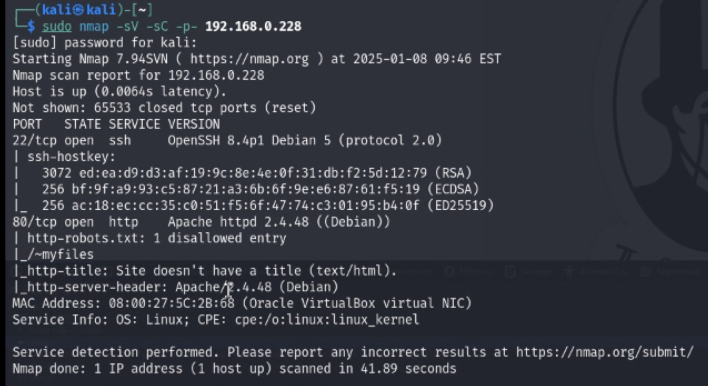 ┌──(kali㉿kali)-[~]
└─$ sudo nmap -sV -sC -p- 192.168.0.228
[sudo] password for kali:
Starting Nmap 7.94SVN ( https://nmap.org ) at 2025-01-08 09:46 EST
Nmap scan report for 192.168.0.228
Host is up (0.0064s latency).
Not shown: 65533 closed tcp ports (reset)
PORT   STATE SERVICE VERSION
22/tcp open  ssh     OpenSSH 8.4p1 Debian 5 (protocol 2.0)
| ssh-hostkey:
|   3072 ed:ea:d9:d3:af:19:9c:8e:4e:0f:31:db:f2:5d:12:79 (RSA)
|   256 bf:9f:a9:93:c5:87:21:a3:6b:6f:9e:e6:87:61:f5:19 (ECDSA)
|_  256 ac:18:ec:cc:35:c0:51:f5:6f:47:74:c3:01:95:b4:0f (ED25519)
80/tcp open  http    Apache httpd 2.4.48 ((Debian))
| http-robots.txt: 1 disallowed entry
|_/~myfiles
|_http-title: Site doesn't have a title (text/html).
|_http-server-header: Apache/2.4.48 (Debian)
MAC Address: 08:00:27:5C:2B:68 (Oracle VirtualBox virtual NIC)
Service Info: OS: Linux; CPE: cpe:/o:linux:linux_kernel
Service detection performed. Please report any incorrect results at https://nmap.org/submit/
Nmap done: 1 IP address (1 host up) scanned in 41.89 seconds